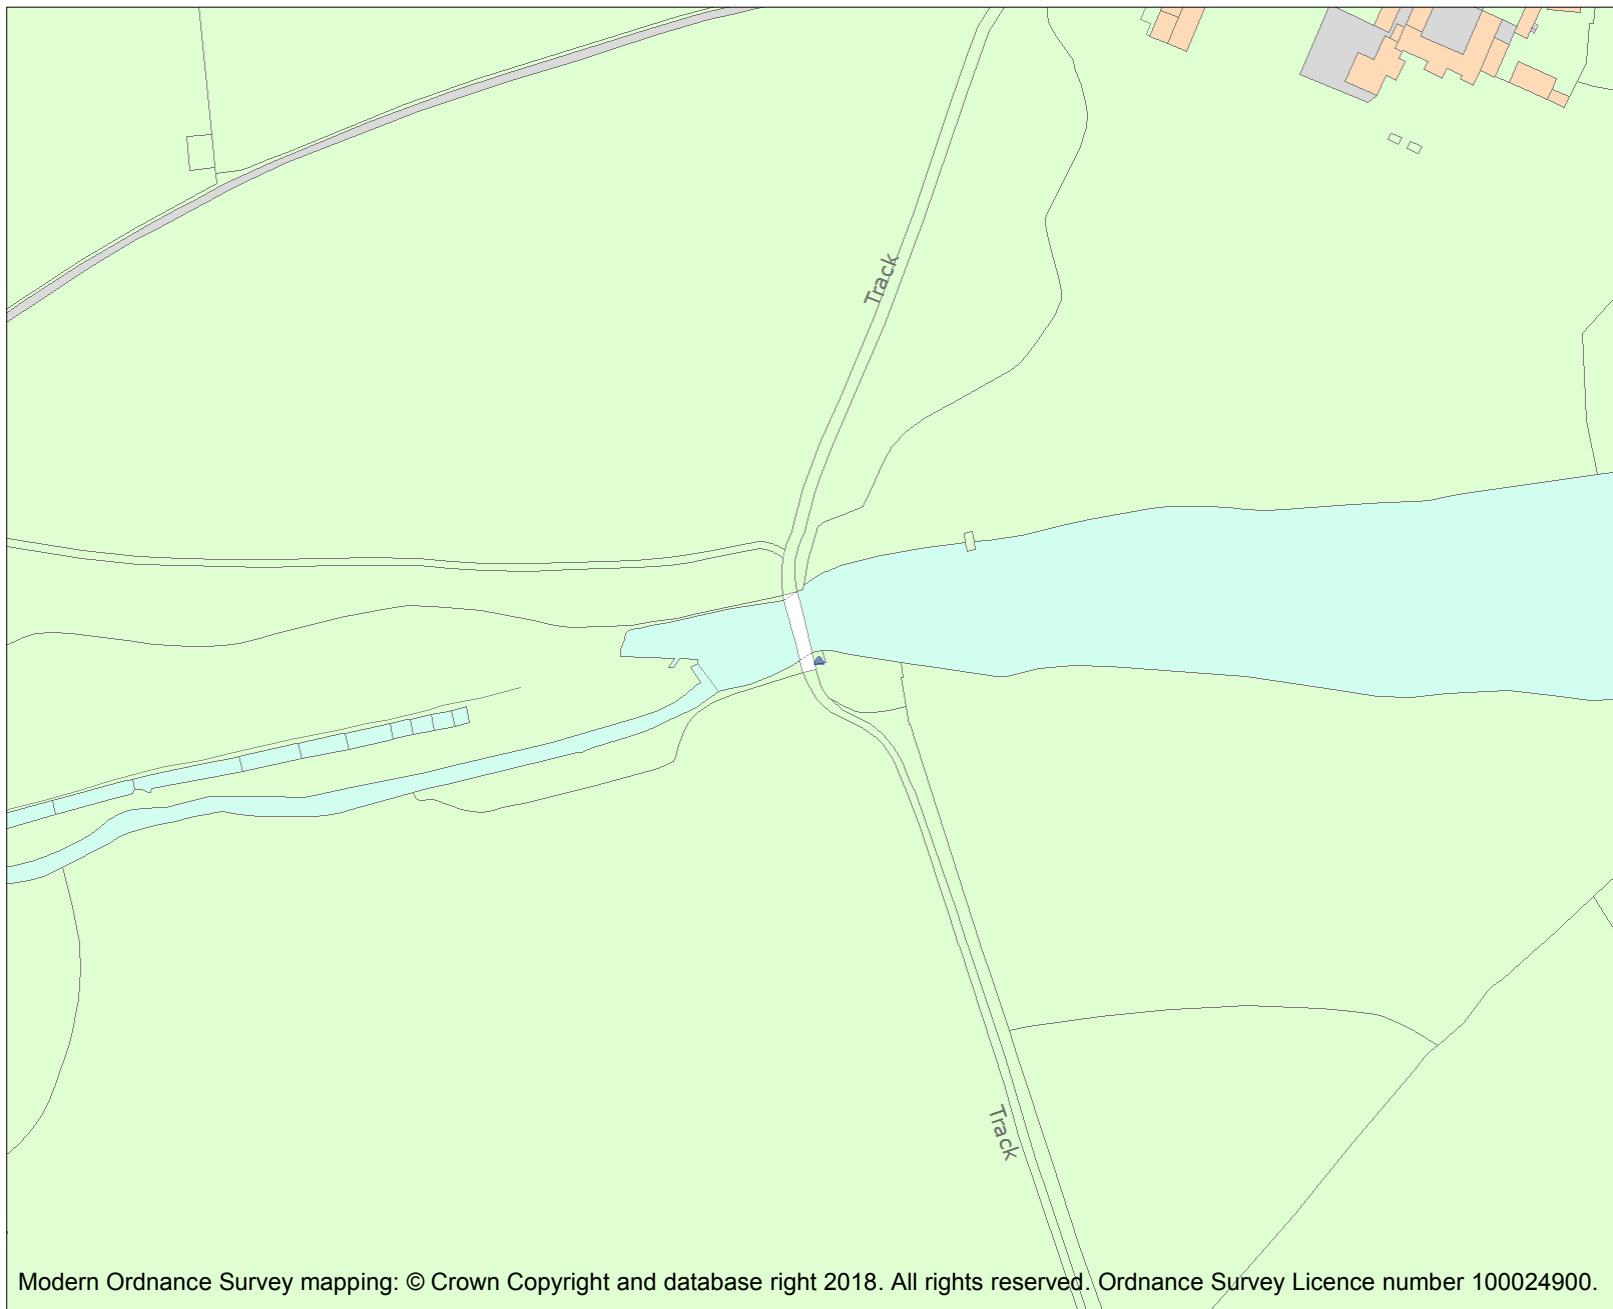 Track
Track
Modern Ordnance Survey mapping: © Crown Copyright and database right 2018. All rights reserved. Ordnance Survey Licence number 100024900.